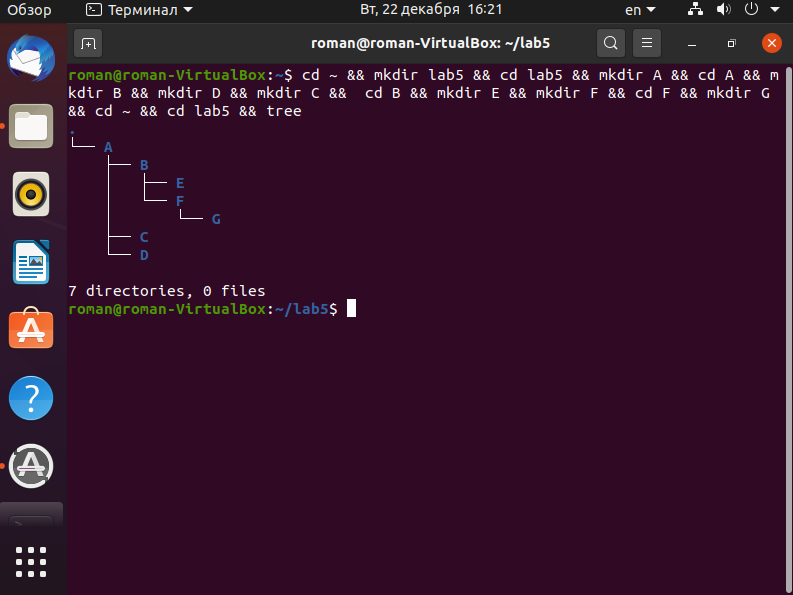 Обзор Терминал Вт, 22 декабря 16:21 en
roman@roman-VirtualBox: ~/lab5
roman@roman-VirtualBox:~$ cd ~ && mkdir lab5 && cd lab5 && mkdir A && cd A && m
kdir B && mkdir D && mkdir C &&  cd B && mkdir E && mkdir F && cd F && mkdir G
&& cd ~ && cd lab5 && tree
.
└── A
    ├── B
    │   ├── E
    │   └── F
    │       └── G
    ├── C
    └── D

7 directories, 0 files
roman@roman-VirtualBox:~/lab5$